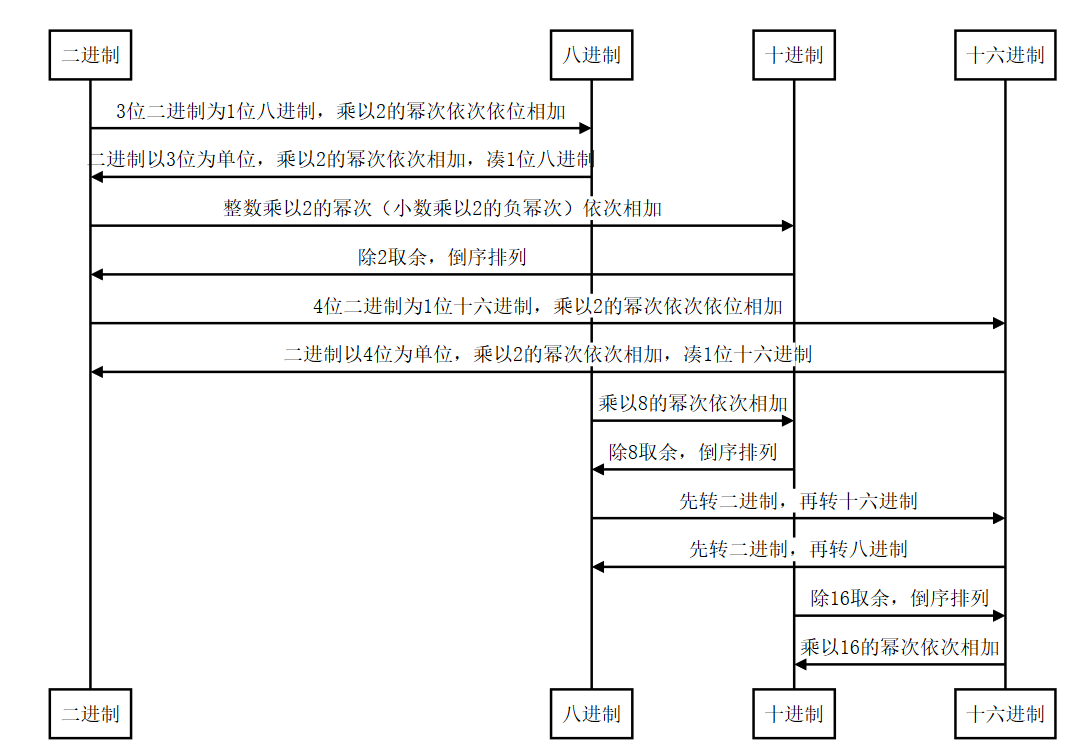 二进制
八进制
十进制
十六进制
3位二进制为1位八进制，乘以2的幂次依次依位相加
二进制以3位为单位，乘以2的幂次依次相加，凑1位八进制
整数乘以2的幂次（小数乘以2的负幂次）依次相加
除2取余，倒序排列
4位二进制为1位十六进制，乘以2的幂次依次依位相加
二进制以4位为单位，乘以2的幂次依次相加，凑1位十六进制
乘以8的幂次依次相加
除8取余，倒序排列
先转二进制，再转十六进制
先转二进制，再转八进制
除16取余，倒序排列
乘以16的幂次依次相加
二进制
八进制
十进制
十六进制